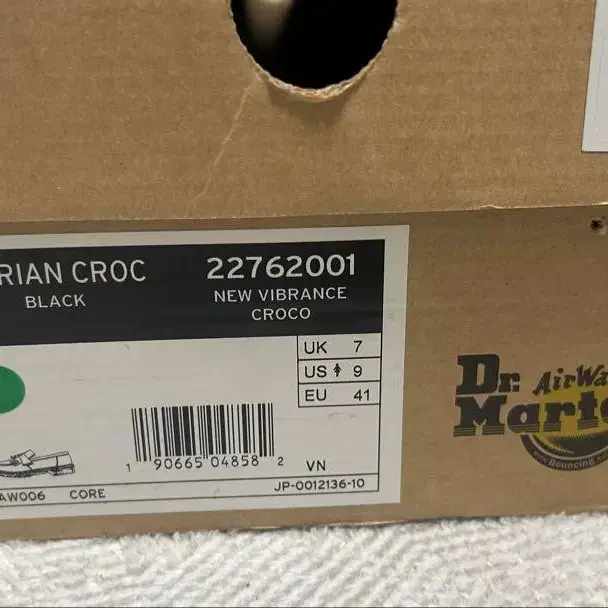 RIAN CROC
BLACK
22762001
NEW VIBRANCE
CROCO
UK 7
US 9
EU 41
1 90665 04858 2
VN
AW006 CORE
JP-0012136-10
Dr. AirWa
Marte